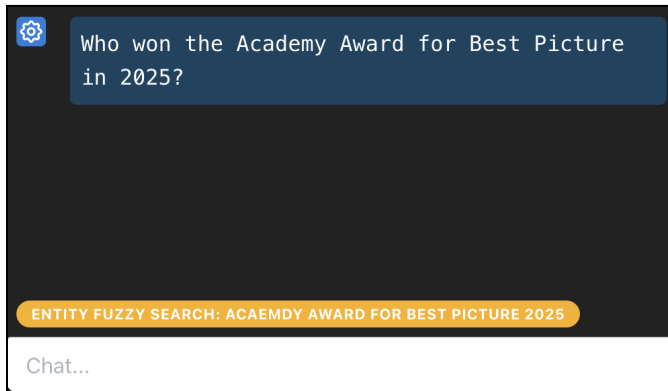 Who won the Academy Award for Best Picture
in 2025?
ENTITY FUZZY SEARCH: ACAEMDY AWARD FOR BEST PICTURE 2025
Chat...